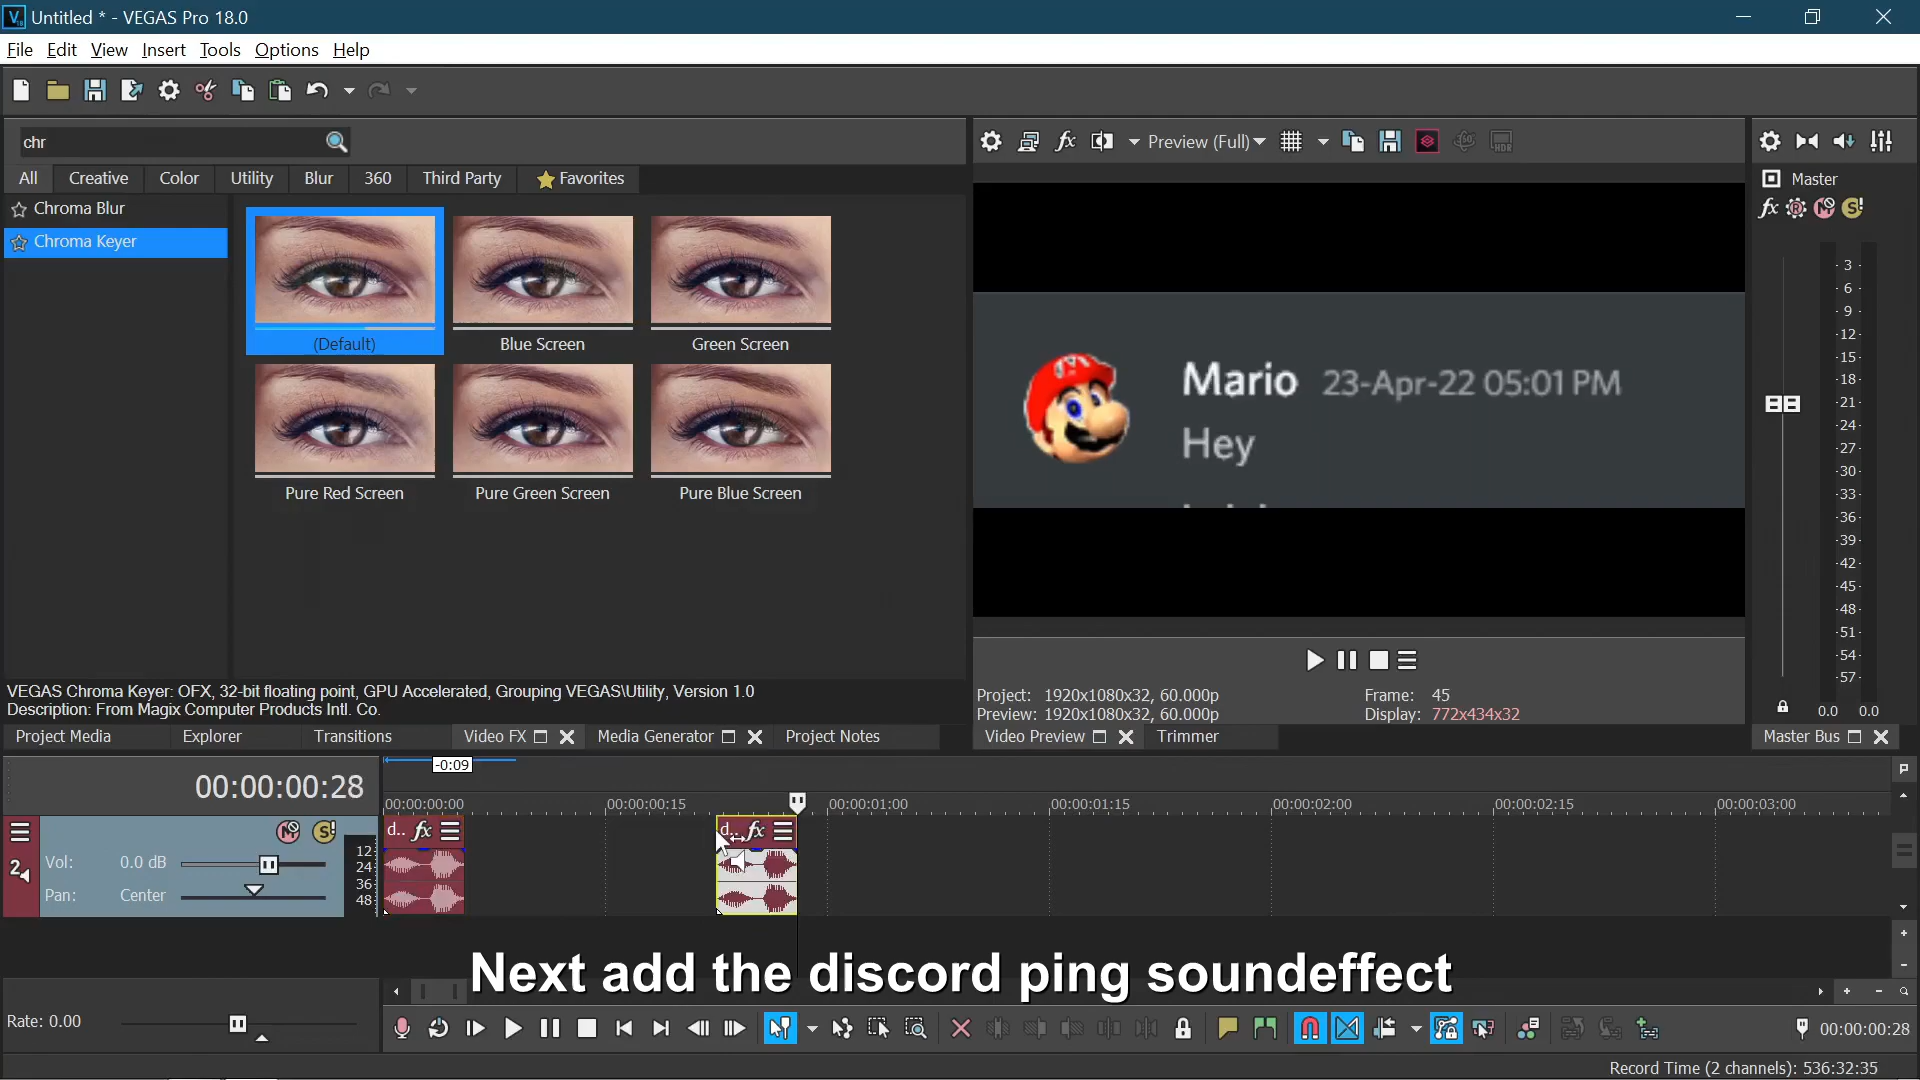 Untitled * - VEGAS Pro 18.0
File Edit View Insert Tools Options Help
chr
All Creative Color Utility Blur 360 Third Party Favorites
Chroma Blur
Chroma Keyer
(Default) Blue Screen Green Screen
Pure Red Screen Pure Green Screen Pure Blue Screen
VEGAS Chroma Keyer: OFX, 32-bit floating point, GPU Accelerated, Grouping VEGAS\Utility, Version 1.0
Description: From Magix Computer Products Intl. Co.
Project Media Explorer Transitions Video FX Media Generator Project Notes
Preview (Full)
Mario 23-Apr-22 05:01 PM
Hey
Project: 1920x1080x32, 60.000p Frame: 45
Preview: 1920x1080x32, 60.000p Display: 772x434x32
Video Preview Trimmer
Master
- 3 -
- 6 -
- 9 -
-12-
-15-
-18-
-21-
-24-
-27-
-30-
-33-
-36-
-39-
-42-
-45-
-48-
-51-
-54-
-57-
0.0 0.0
Master Bus
00:00:00:28
-0:09
00:00:00:00 00:00:00:15 00:00:01:00 00:00:01:15 00:00:02:00 00:00:02:15 00:00:03:00
2
Vol: 0.0 dB
Pan: Center
12
24
36
48
d.. fx d.. fx
Next add the discord ping soundeffect
Rate: 0.00
00:00:00:28
Record Time (2 channels): 536:32:35